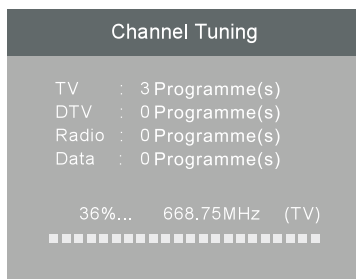 Channel Tuning
TV : 3 Programme(s)
DTV : 0 Programme(s)
Radio : 0 Programme(s)
Data : 0 Programme(s)
36%... 668.75MHz (TV)